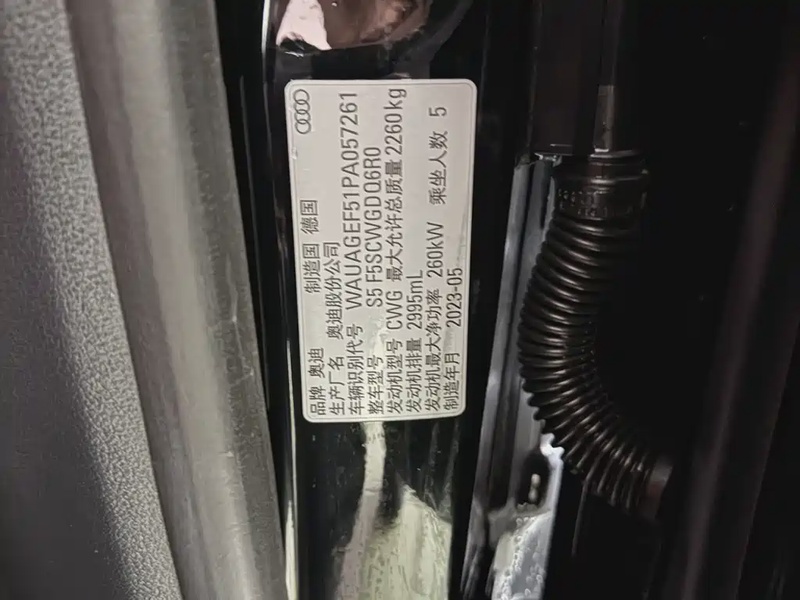 品牌 奥迪 制造国 德国
生产厂名 奥迪股份公司
车辆识别代号 WAUAGEF51PA057261
整车型号 S5 F5SCWGDQ6R0
发动机型号 CWG 最大允许总质量 2260kg
发动机排量 2995mL
发动机最大净功率 260kW 乘坐人数 5
制造年月 2023-05